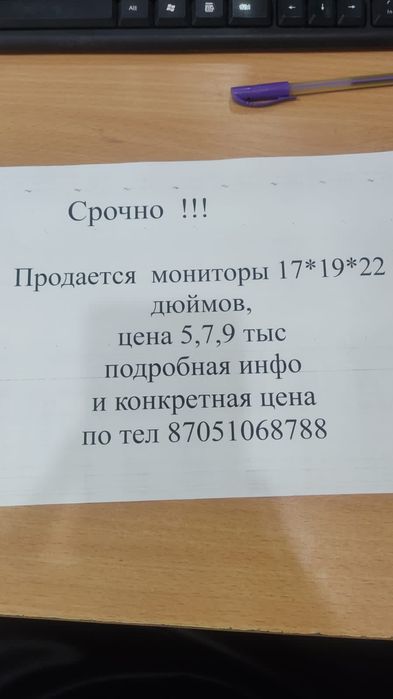 Alt
Срочно !!!
Продается мониторы 17*19*22
дюймов,
цена 5,7,9 тыс
подробная инфо
и конкретная цена
по тел 87051068788